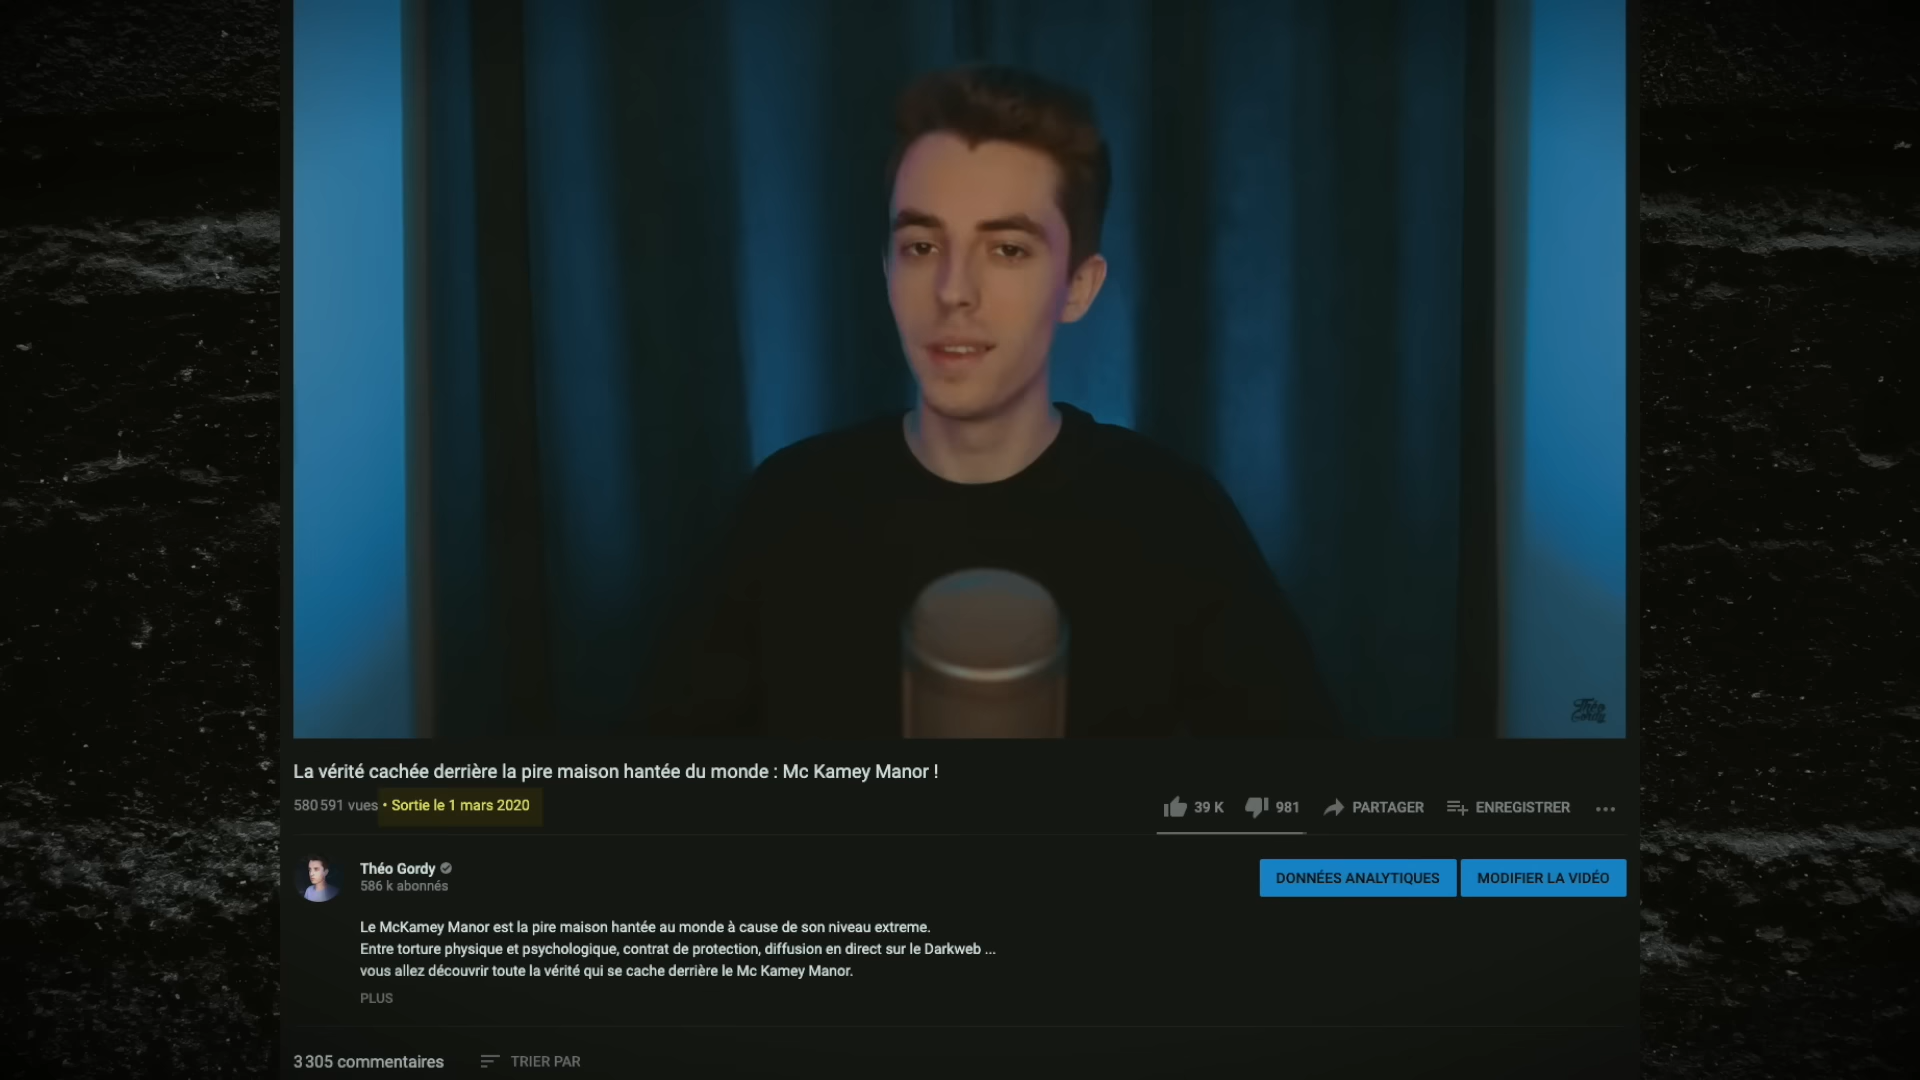 Théo
Gordy
La vérité cachée derrière la pire maison hantée du monde : Mc Kamey Manor !
580 591 vues • Sortie le 1 mars 2020
39 K 981 PARTAGER ENREGISTRER
Théo Gordy
586 k abonnés
DONNÉES ANALYTIQUES MODIFIER LA VIDÉO
Le McKamey Manor est la pire maison hantée au monde à cause de son niveau extreme.
Entre torture physique et psychologique, contrat de protection, diffusion en direct sur le Darkweb ...
vous allez découvrir toute la vérité qui se cache derrière le Mc Kamey Manor.
PLUS
3 305 commentaires TRIER PAR